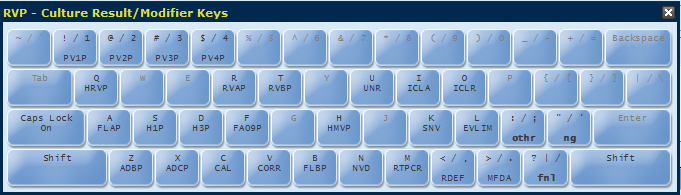 RVP - Culture Result/Modifier Keys
~ / ` ! / 1 @ / 2 # / 3 $ / 4 % / 5 ^ / 6 & / 7 * / 8 ( / 9 ) / 0 _ / - + / = Backspace
PV1P PV2P PV3P PV4P
Tab Q W E R T Y U I O P { / [ } / ] | / \
HRVP RVAP RVBP UNR ICLA ICLR
Caps Lock A S D F G H J K L : / ; " / ' Enter
On FLAP H1P H3P FA09P HMVP SNV EVLIM othr ng
Shift Z X C V B N M < / , > / . ? | / Shift
ADBP ADCP CAL CORR FLBP NVD RTPCR RDEF MFDA fnl